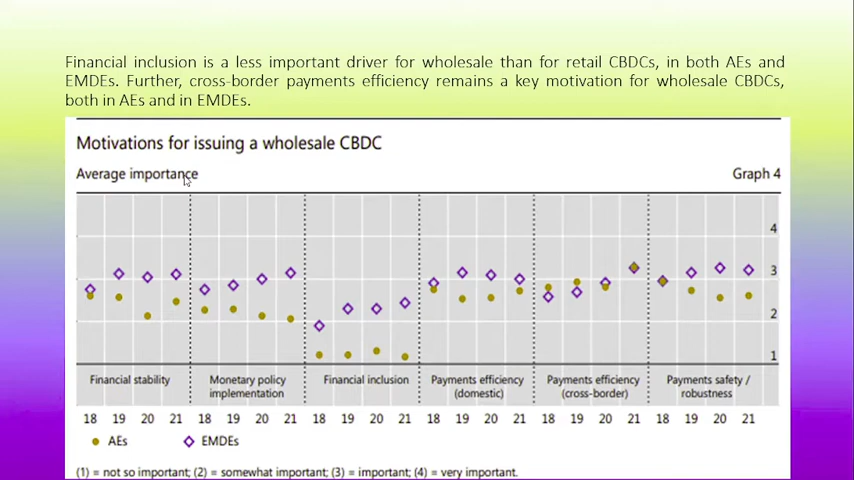 Financial inclusion is a less important driver for wholesale than for retail CBDCs, in both AEs and
EMDEs. Further, cross-border payments efficiency remains a key motivation for wholesale CBDCs,
both in AEs and in EMDEs.
Motivations for issuing a wholesale CBDC
Average importance Graph 4
4
3
2
1
Financial stability
Monetary policy
implementation
Financial inclusion
Payments efficiency
(domestic)
Payments efficiency
(cross-border)
Payments safety /
robustness
18 19 20 21 18 19 20 21 18 19 20 21 18 19 20 21 18 19 20 21 18 19 20 21
AEs EMDEs
(1) = not so important; (2) = somewhat important; (3) = important; (4) = very important.